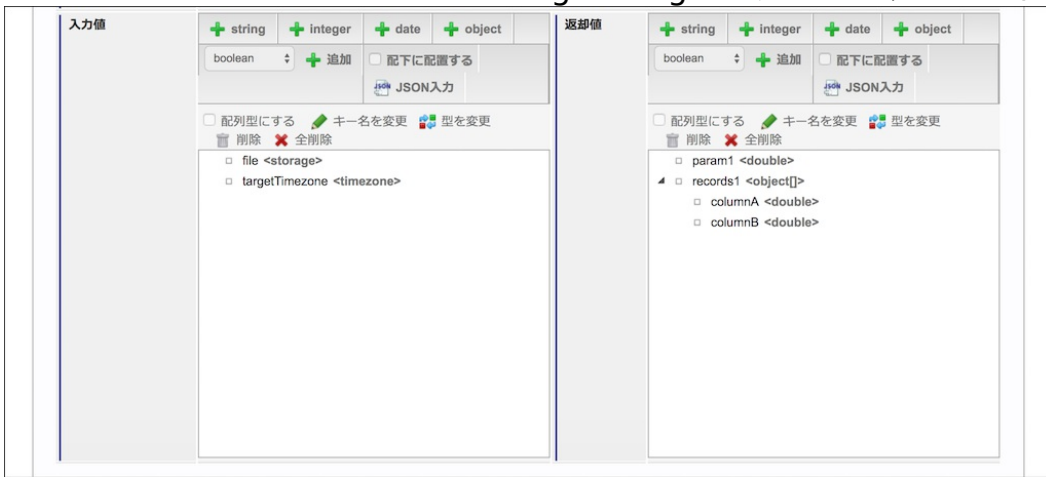 入力値
string integer date object
boolean 追加 配下に配置する
JSON入力
配列型にする キー名を変更 型を変更
削除 全削除
file <storage>
targetTimezone <timezone>
返却値
string integer date object
boolean 追加 配下に配置する
JSON入力
配列型にする キー名を変更 型を変更
削除 全削除
param1 <double>
records1 <object[]>
columnA <double>
columnB <double>